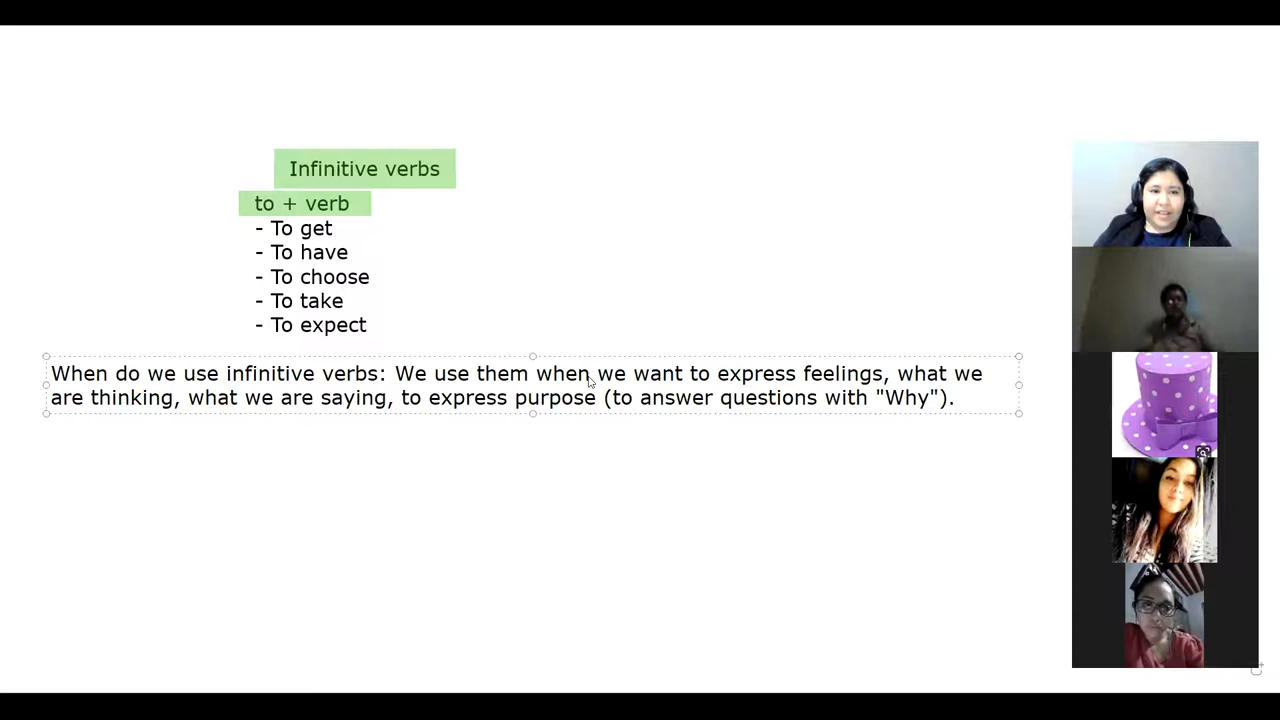 Infinitive verbs
to + verb
- To get
- To have
- To choose
- To take
- To expect
When do we use infinitive verbs: We use them when we want to express feelings, what we
are thinking, what we are saying, to express purpose (to answer questions with "Why").